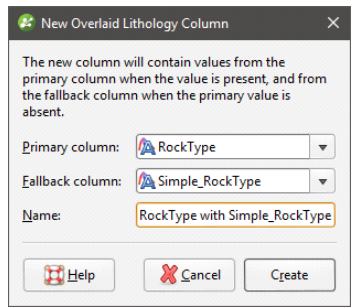 New Overlaid Lithology Column
The new column will contain values from the
primary column when the value is present, and from
the fallback column when the primary value is
absent.
Primary column: RockType
Fallback column: Simple_RockType
Name: RockType with Simple_RockType
Help Cancel Create